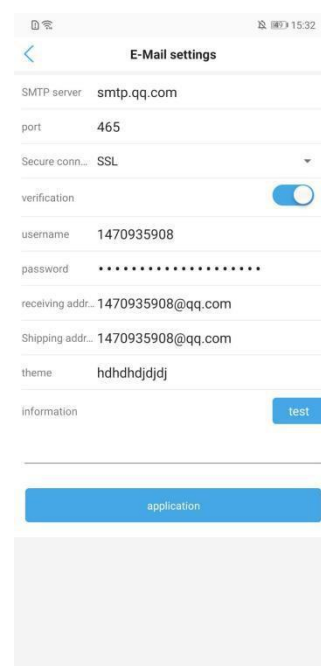 15:32
E-Mail settings
SMTP server smtp.qq.com
port 465
Secure conn... SSL
verification
username 1470935908
password ••••••••••••••••••••
receiving addr... 1470935908@qq.com
Shipping addr... 1470935908@qq.com
theme hdhdhdjdjdj
information test
application